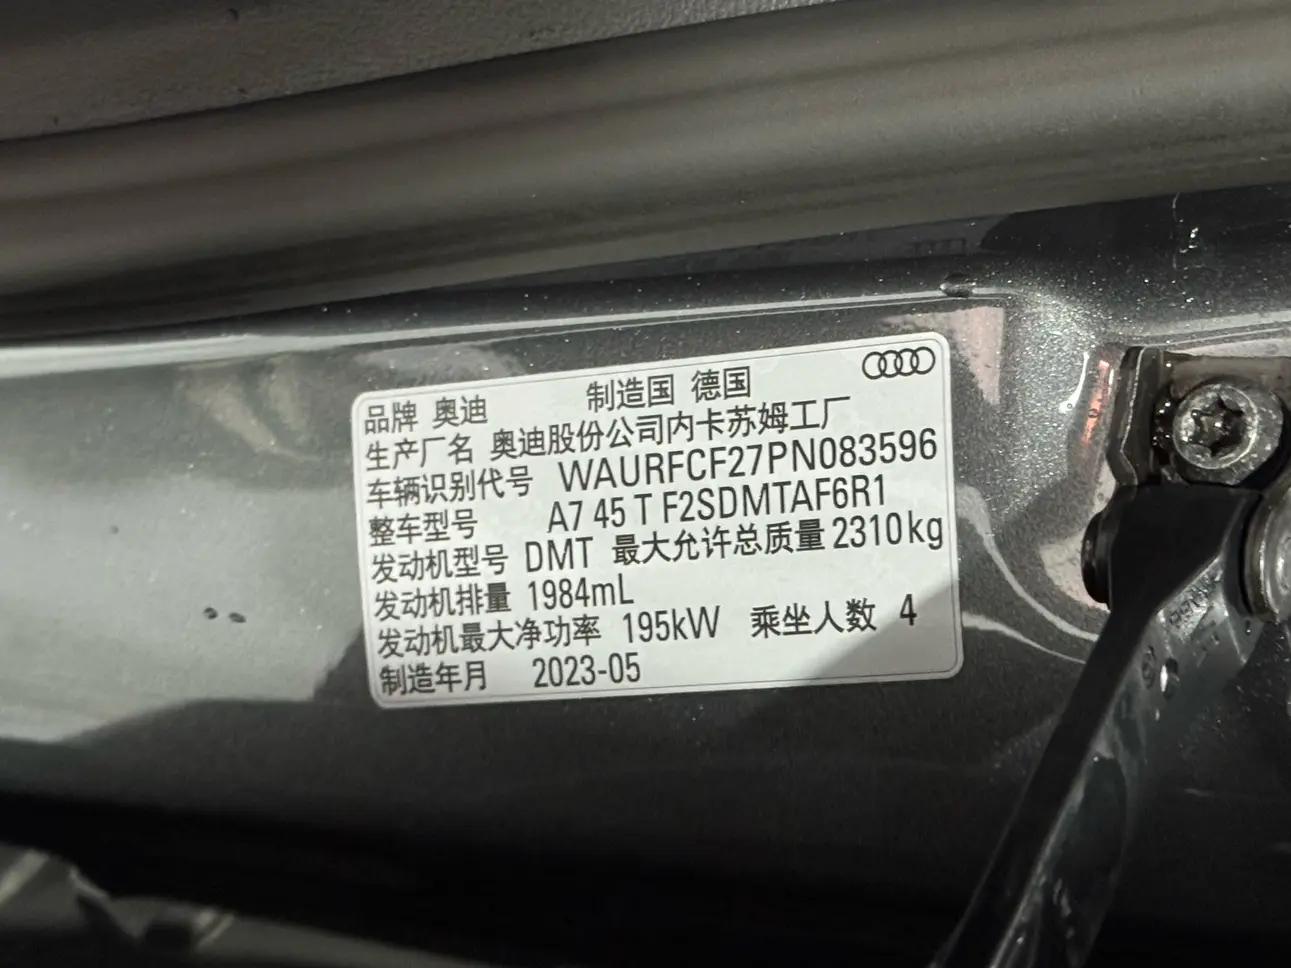 品牌 奥迪 制造国 德国
生产厂名 奥迪股份公司内卡苏姆工厂
车辆识别代号 WAURFCF27PN083596
整车型号 A7 45 T F2SDMTAF6R1
发动机型号 DMT 最大允许总质量 2310kg
发动机排量 1984mL
发动机最大净功率 195kW 乘坐人数 4
制造年月 2023-05